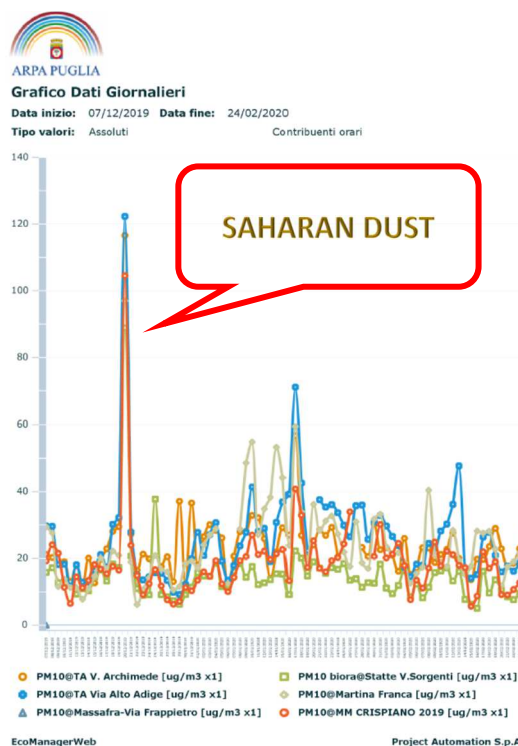 ARPA PUGLIA
Grafico Dati Giornalieri
Data inizio: 07/12/2019 Data fine: 24/02/2020
Tipo valori: Assoluti Contribuenti orari
140
SAHARAN DUST
120
100
80
60
40
20
0
PM10@TA V. Archimede [ug/m3 x1] PM10 biora@Statte V.Sorgenti [ug/m3 x1]
PM10@TA Via Alto Adige [ug/m3 x1] PM10@Martina Franca [ug/m3 x1]
PM10@Massafra-Via Frappietro [ug/m3 x1] PM10@MM CRISPIANO 2019 [ug/m3 x1]
EcoManagerWeb Project Automation S.p.A